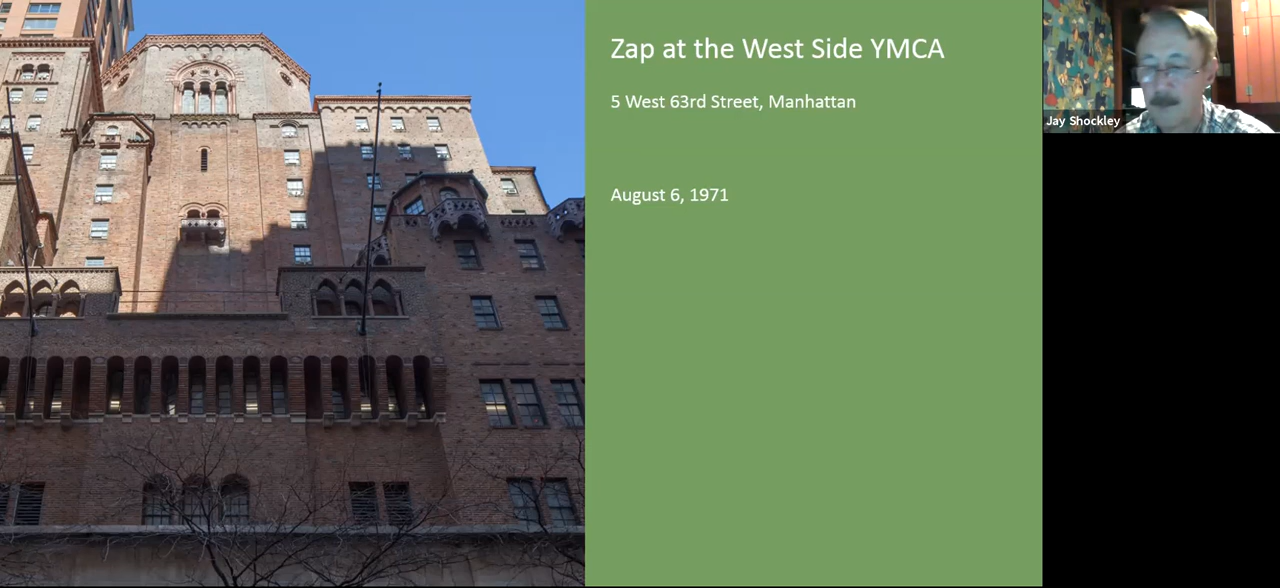 Zap at the West Side YMCA
5 West 63rd Street, Manhattan
August 6, 1971
Jay Shockley